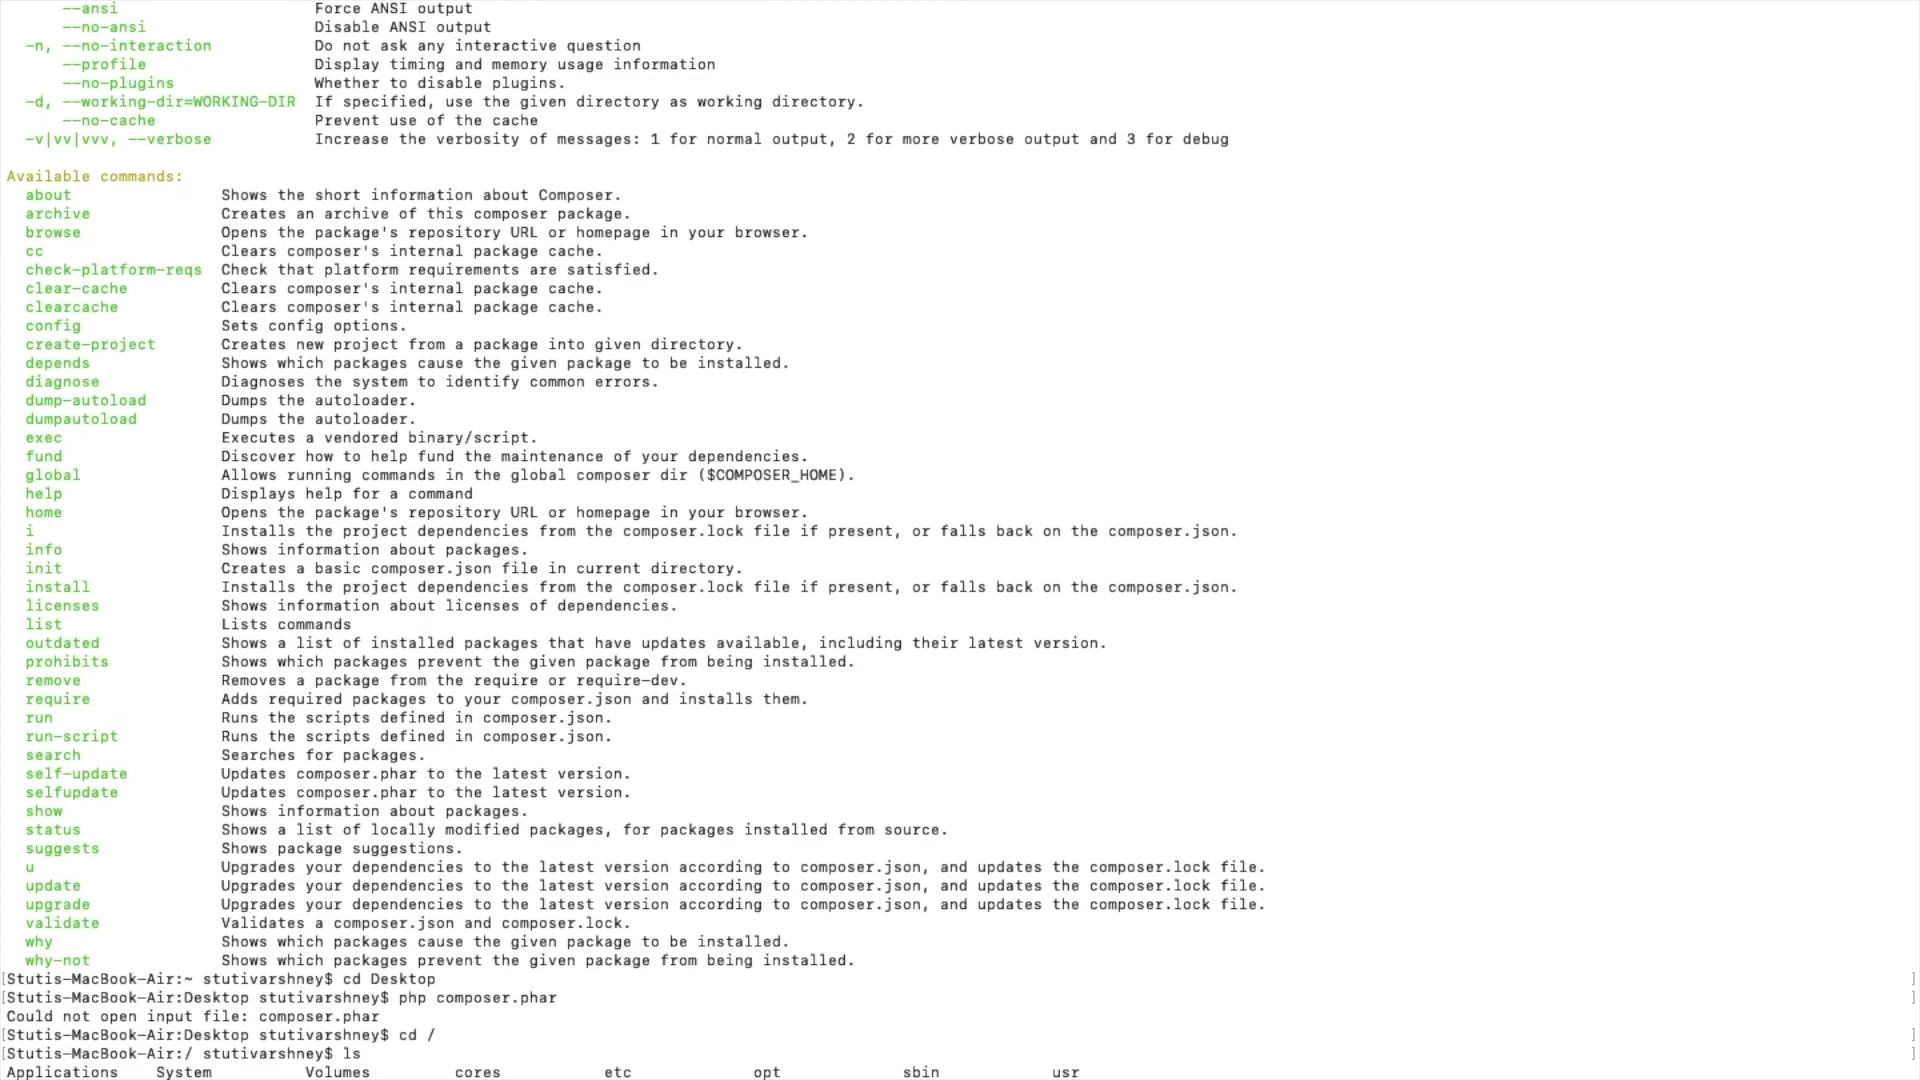 --ansi Force ANSI output
--no-ansi Disable ANSI output
-n, --no-interaction Do not ask any interactive question
--profile Display timing and memory usage information
--no-plugins Whether to disable plugins.
-d, --working-dir=WORKING-DIR If specified, use the given directory as working directory.
--no-cache Prevent use of the cache
-v|vv|vvv, --verbose Increase the verbosity of messages: 1 for normal output, 2 for more verbose output and 3 for debug
Available commands:
about Shows the short information about Composer.
archive Creates an archive of this composer package.
browse Opens the package's repository URL or homepage in your browser.
cc Clears composer's internal package cache.
check-platform-reqs Check that platform requirements are satisfied.
clear-cache Clears composer's internal package cache.
clearcache Clears composer's internal package cache.
config Sets config options.
create-project Creates new project from a package into given directory.
depends Shows which packages cause the given package to be installed.
diagnose Diagnoses the system to identify common errors.
dump-autoload Dumps the autoloader.
dumpautoload Dumps the autoloader.
exec Executes a vendored binary/script.
fund Discover how to help fund the maintenance of your dependencies.
global Allows running commands in the global composer dir ($COMPOSER_HOME).
help Displays help for a command
home Opens the package's repository URL or homepage in your browser.
i Installs the project dependencies from the composer.lock file if present, or falls back on the composer.json.
info Shows information about packages.
init Creates a basic composer.json file in current directory.
install Installs the project dependencies from the composer.lock file if present, or falls back on the composer.json.
licenses Shows information about licenses of dependencies.
list Lists commands
outdated Shows a list of installed packages that have updates available, including their latest version.
prohibits Shows which packages prevent the given package from being installed.
remove Removes a package from the require or require-dev.
require Adds required packages to your composer.json and installs them.
run Runs the scripts defined in composer.json.
run-script Runs the scripts defined in composer.json.
search Searches for packages.
self-update Updates composer.phar to the latest version.
selfupdate Updates composer.phar to the latest version.
show Shows information about packages.
status Shows a list of locally modified packages, for packages installed from source.
suggests Shows package suggestions.
u Upgrades your dependencies to the latest version according to composer.json, and updates the composer.lock file.
update Upgrades your dependencies to the latest version according to composer.json, and updates the composer.lock file.
upgrade Upgrades your dependencies to the latest version according to composer.json, and updates the composer.lock file.
validate Validates a composer.json and composer.lock.
why Shows which packages cause the given package to be installed.
why-not Shows which packages prevent the given package from being installed.
[Stutis-MacBook-Air:~ stutivarshney$ cd Desktop ]
[Stutis-MacBook-Air:Desktop stutivarshney$ php composer.phar ]
Could not open input file: composer.phar
[Stutis-MacBook-Air:Desktop stutivarshney$ cd / ]
[Stutis-MacBook-Air:/ stutivarshney$ ls ]
Applications System Volumes cores etc opt sbin usr